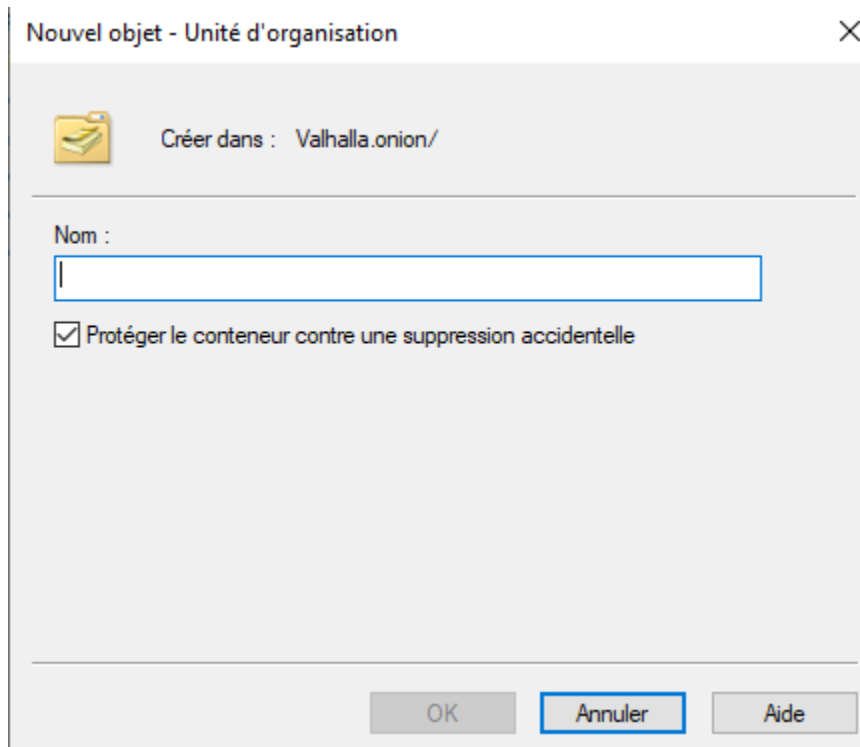 Nouvel objet - Unité d'organisation
Créer dans : Valhalla.onion/
Nom :
Protéger le conteneur contre une suppression accidentelle
OK Annuler Aide